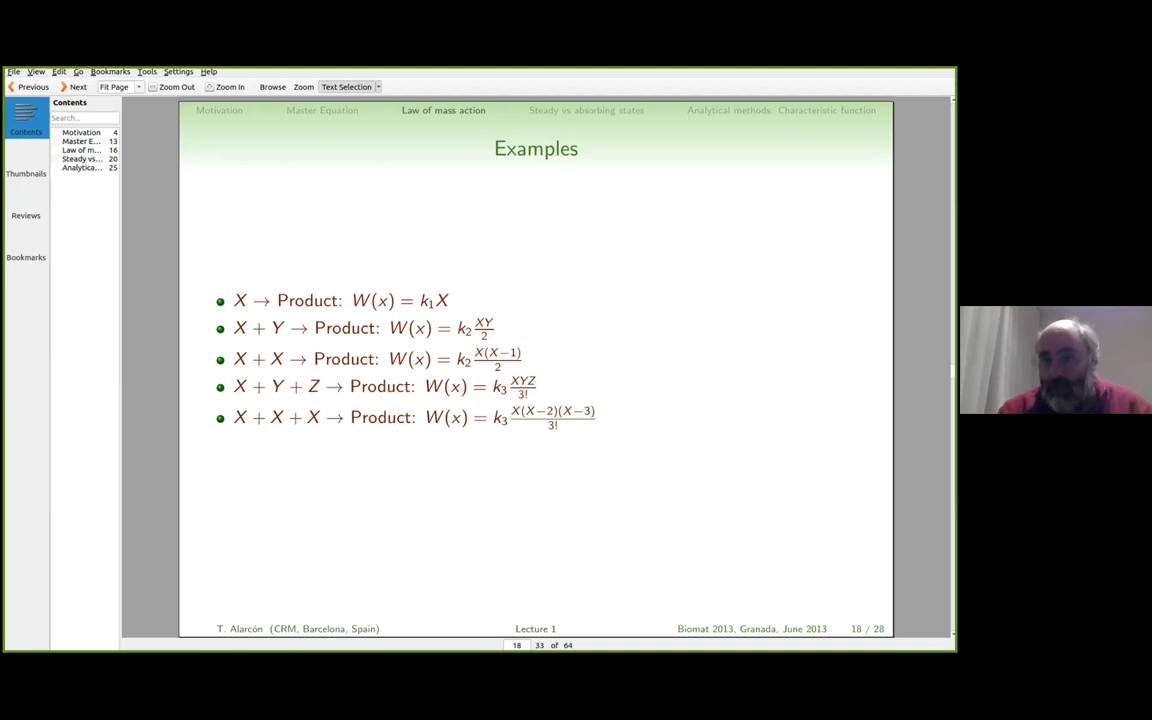 File View Edit Go Bookmarks Tools Settings Help
Previous Next Fit Page Zoom Out Zoom In Browse Zoom Text Selection
Contents
Search...
Contents
Motivation 4
Master E... 13
Law of m... 16
Steady vs... 20
Analytica... 25
Thumbnails
Reviews
Bookmarks
Motivation Master Equation Law of mass action Steady vs absorbing states Analytical methods: Characteristic function
Examples
X → Product: W(x) = k₁X
X + Y → Product: W(x) = k₂ XY/2
X + X → Product: W(x) = k₂ X(X−1)/2
X + Y + Z → Product: W(x) = k₃ XYZ/3!
X + X + X → Product: W(x) = k₃ X(X−2)(X−3)/3!
T. Alarcón (CRM, Barcelona, Spain) Lecture 1 Biomat 2013, Granada, June 2013 18 / 28
18 33 of 64